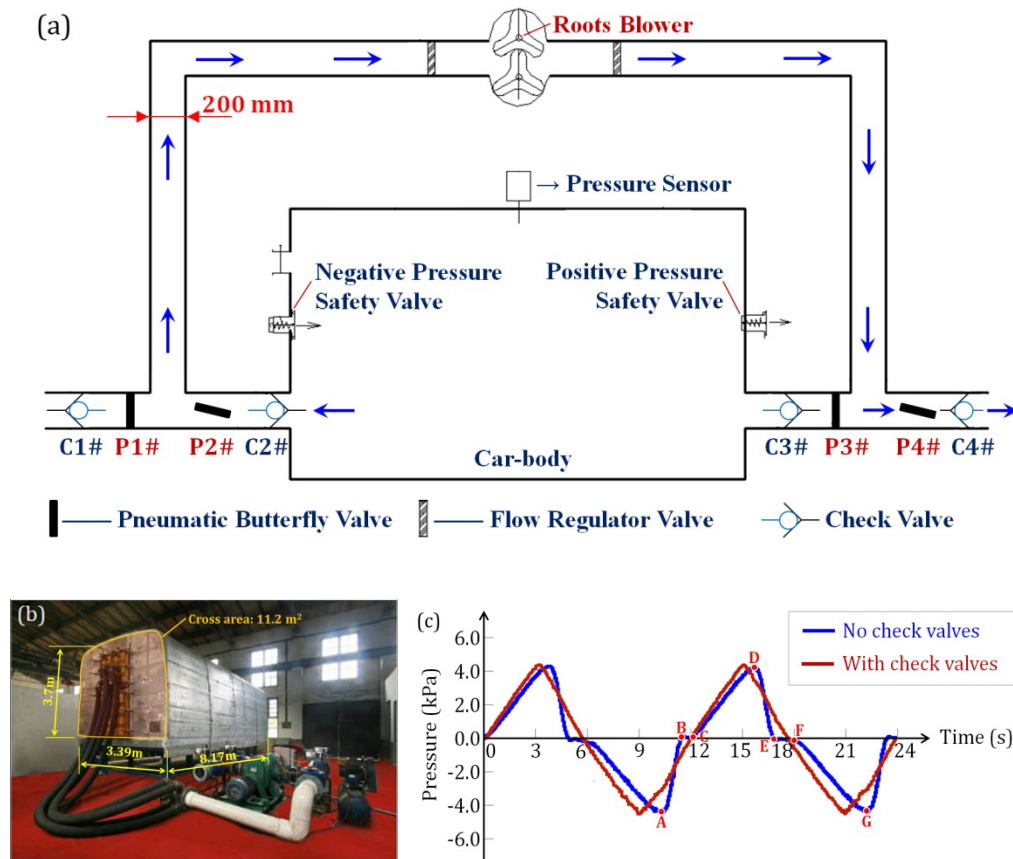 (a)
Roots Blower
200 mm
→ Pressure Sensor
Negative Pressure
Safety Valve
Positive Pressure
Safety Valve
C1# P1# P2# C2# C3# P3# P4# C4#
Car-body
Pneumatic Butterfly Valve
Flow Regulator Valve
Check Valve
(b)
Cross area: 11.2 m²
3.7m
3.39m
8.17m
(c)
Pressure (kPa)
6.0
4.0
2.0
0.0
-2.0
-4.0
-6.0
No check valves
With check valves
D
B
C
E
F
A
G
0 3 6 9 12 15 18 21 24
Time (s)